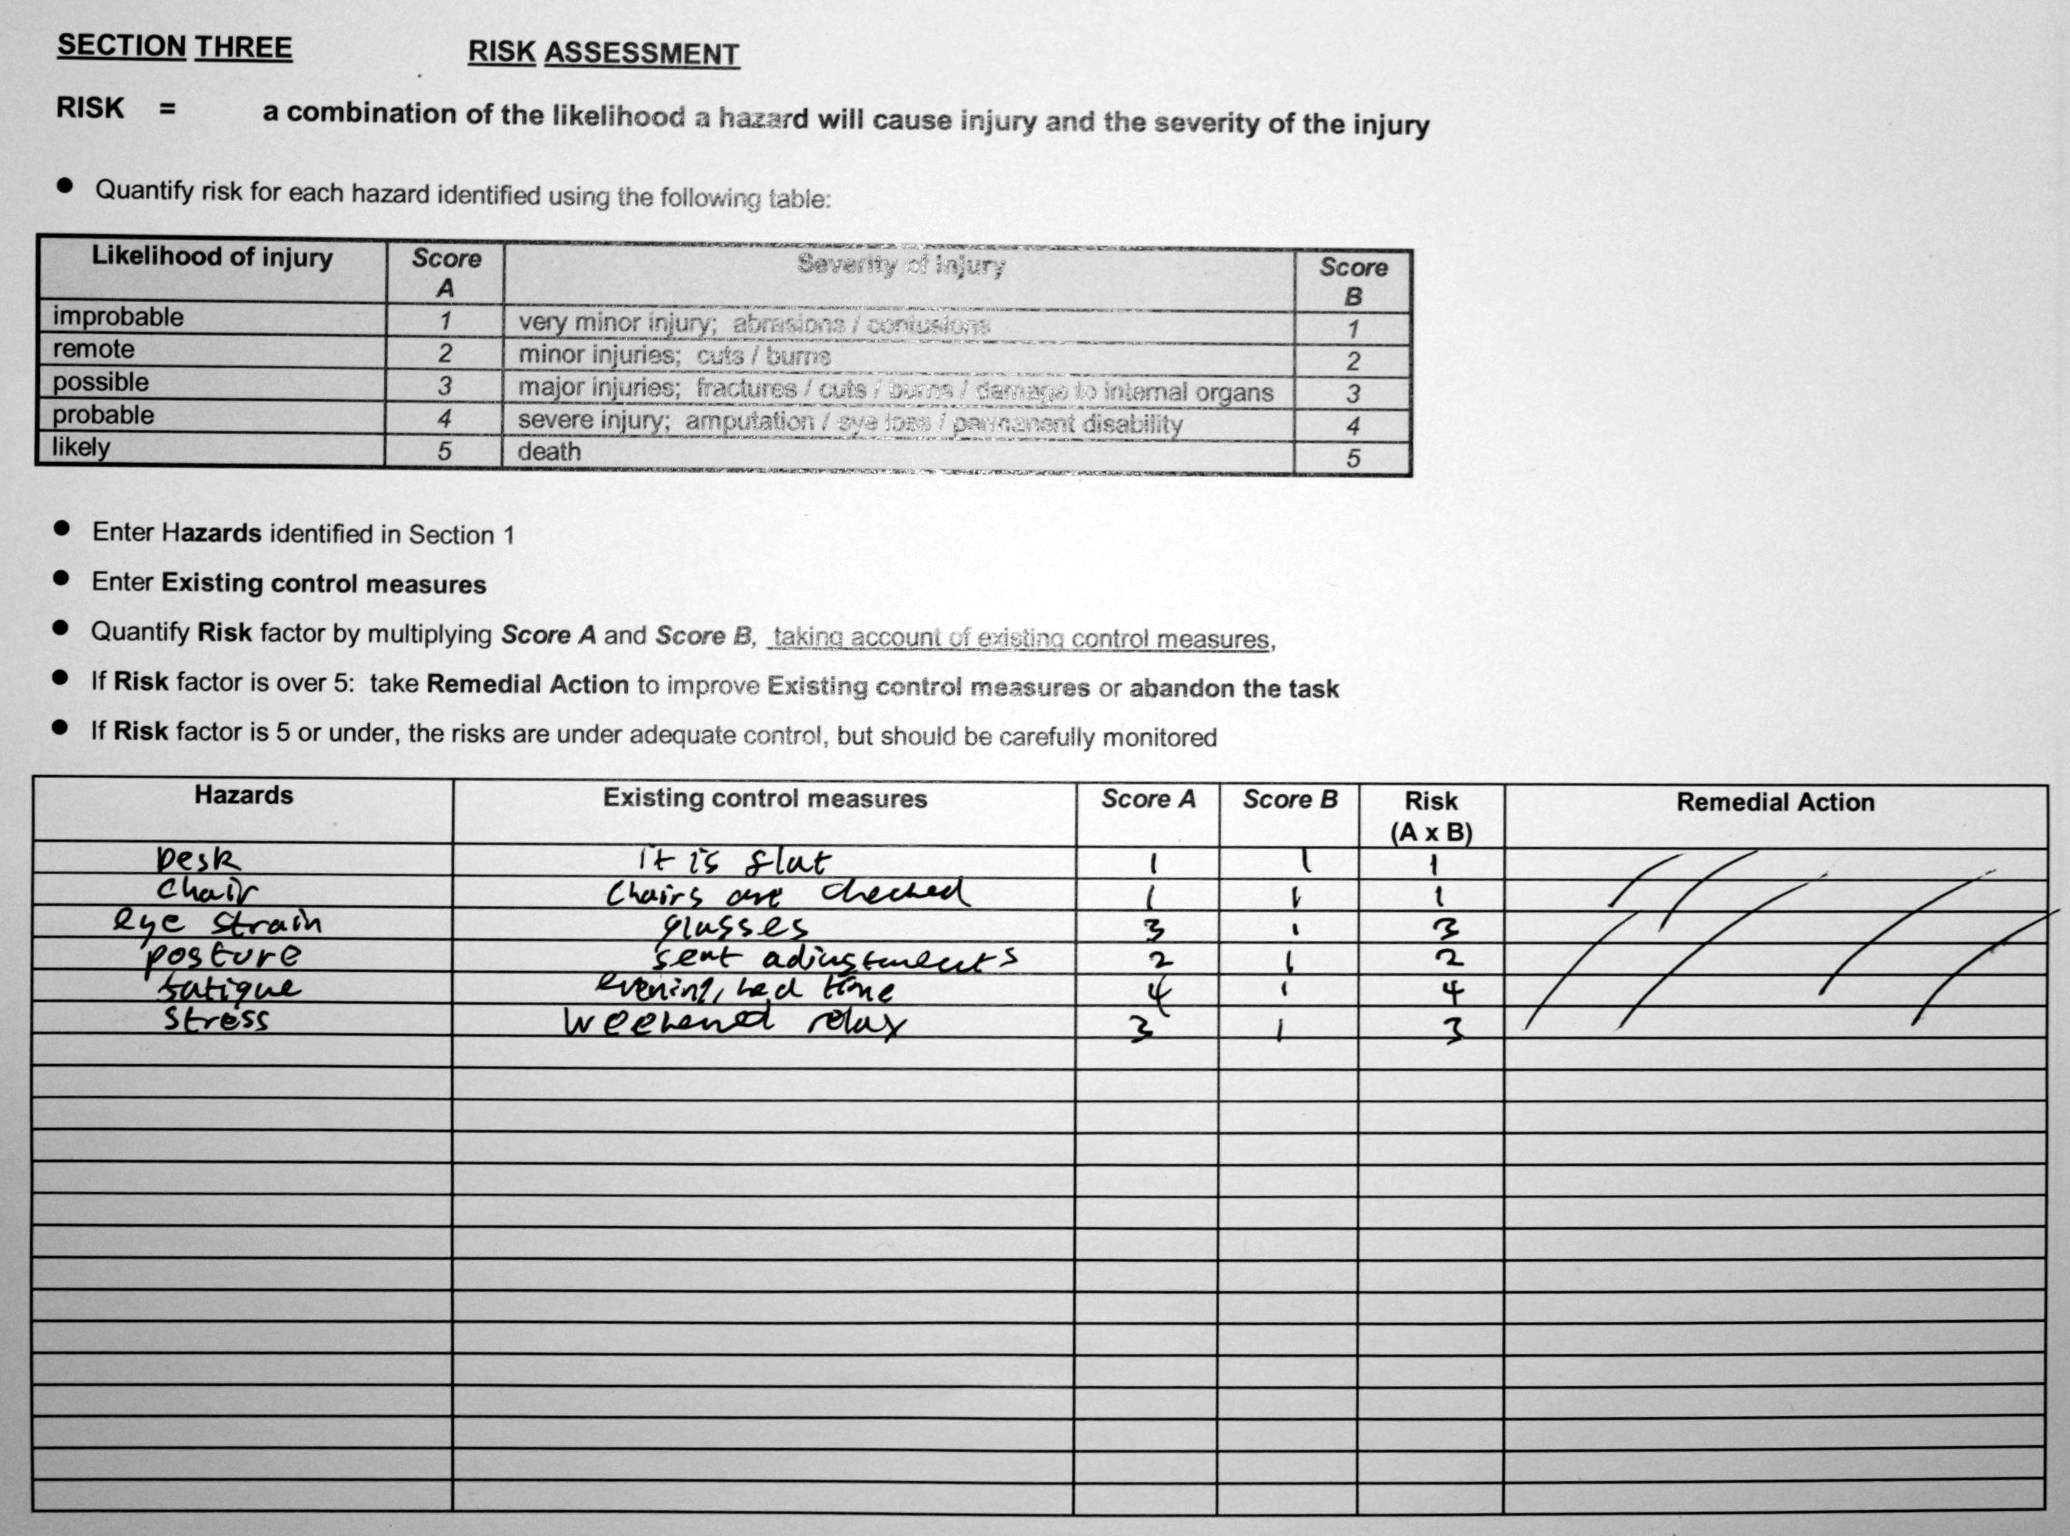 SECTION THREE RISK ASSESSMENT
RISK = a combination of the likelihood a hazard will cause injury and the severity of the injury
● Quantify risk for each hazard identified using the following table:
Likelihood of injury Score A Severity of Injury Score B
improbable 1 very minor injury; abrasions / contusions 1
remote 2 minor injuries; cuts / burns 2
possible 3 major injuries; fractures / cuts / burns / damage to internal organs 3
probable 4 severe injury; amputation / eye loss / permanent disability 4
likely 5 death 5
● Enter Hazards identified in Section 1
● Enter Existing control measures
● Quantify Risk factor by multiplying Score A and Score B, taking account of existing control measures,
● If Risk factor is over 5: take Remedial Action to improve Existing control measures or abandon the task
● If Risk factor is 5 or under, the risks are under adequate control, but should be carefully monitored
Hazards Existing control measures Score A Score B Risk (A x B) Remedial Action
Desk it is flat 1 1 1
Chair Chairs are checked 1 1 1
eye strain glasses 3 1 3
posture seat adjustments 2 1 2
fatigue evening, bed time 4 1 4
stress weekened relax 3 1 3